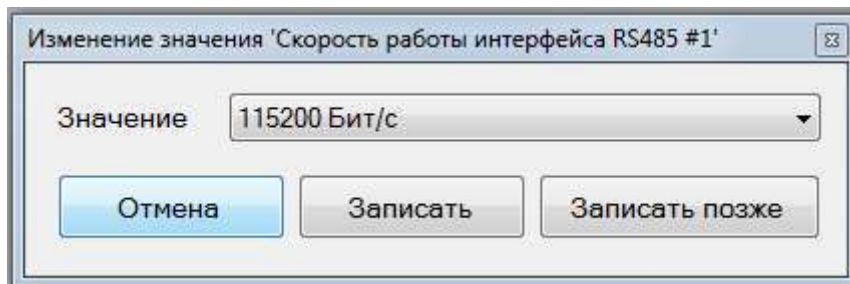 Изменение значения 'Скорость работы интерфейса RS485 #1'
Значение 115200 Бит/с
Отмена Записать Записать позже